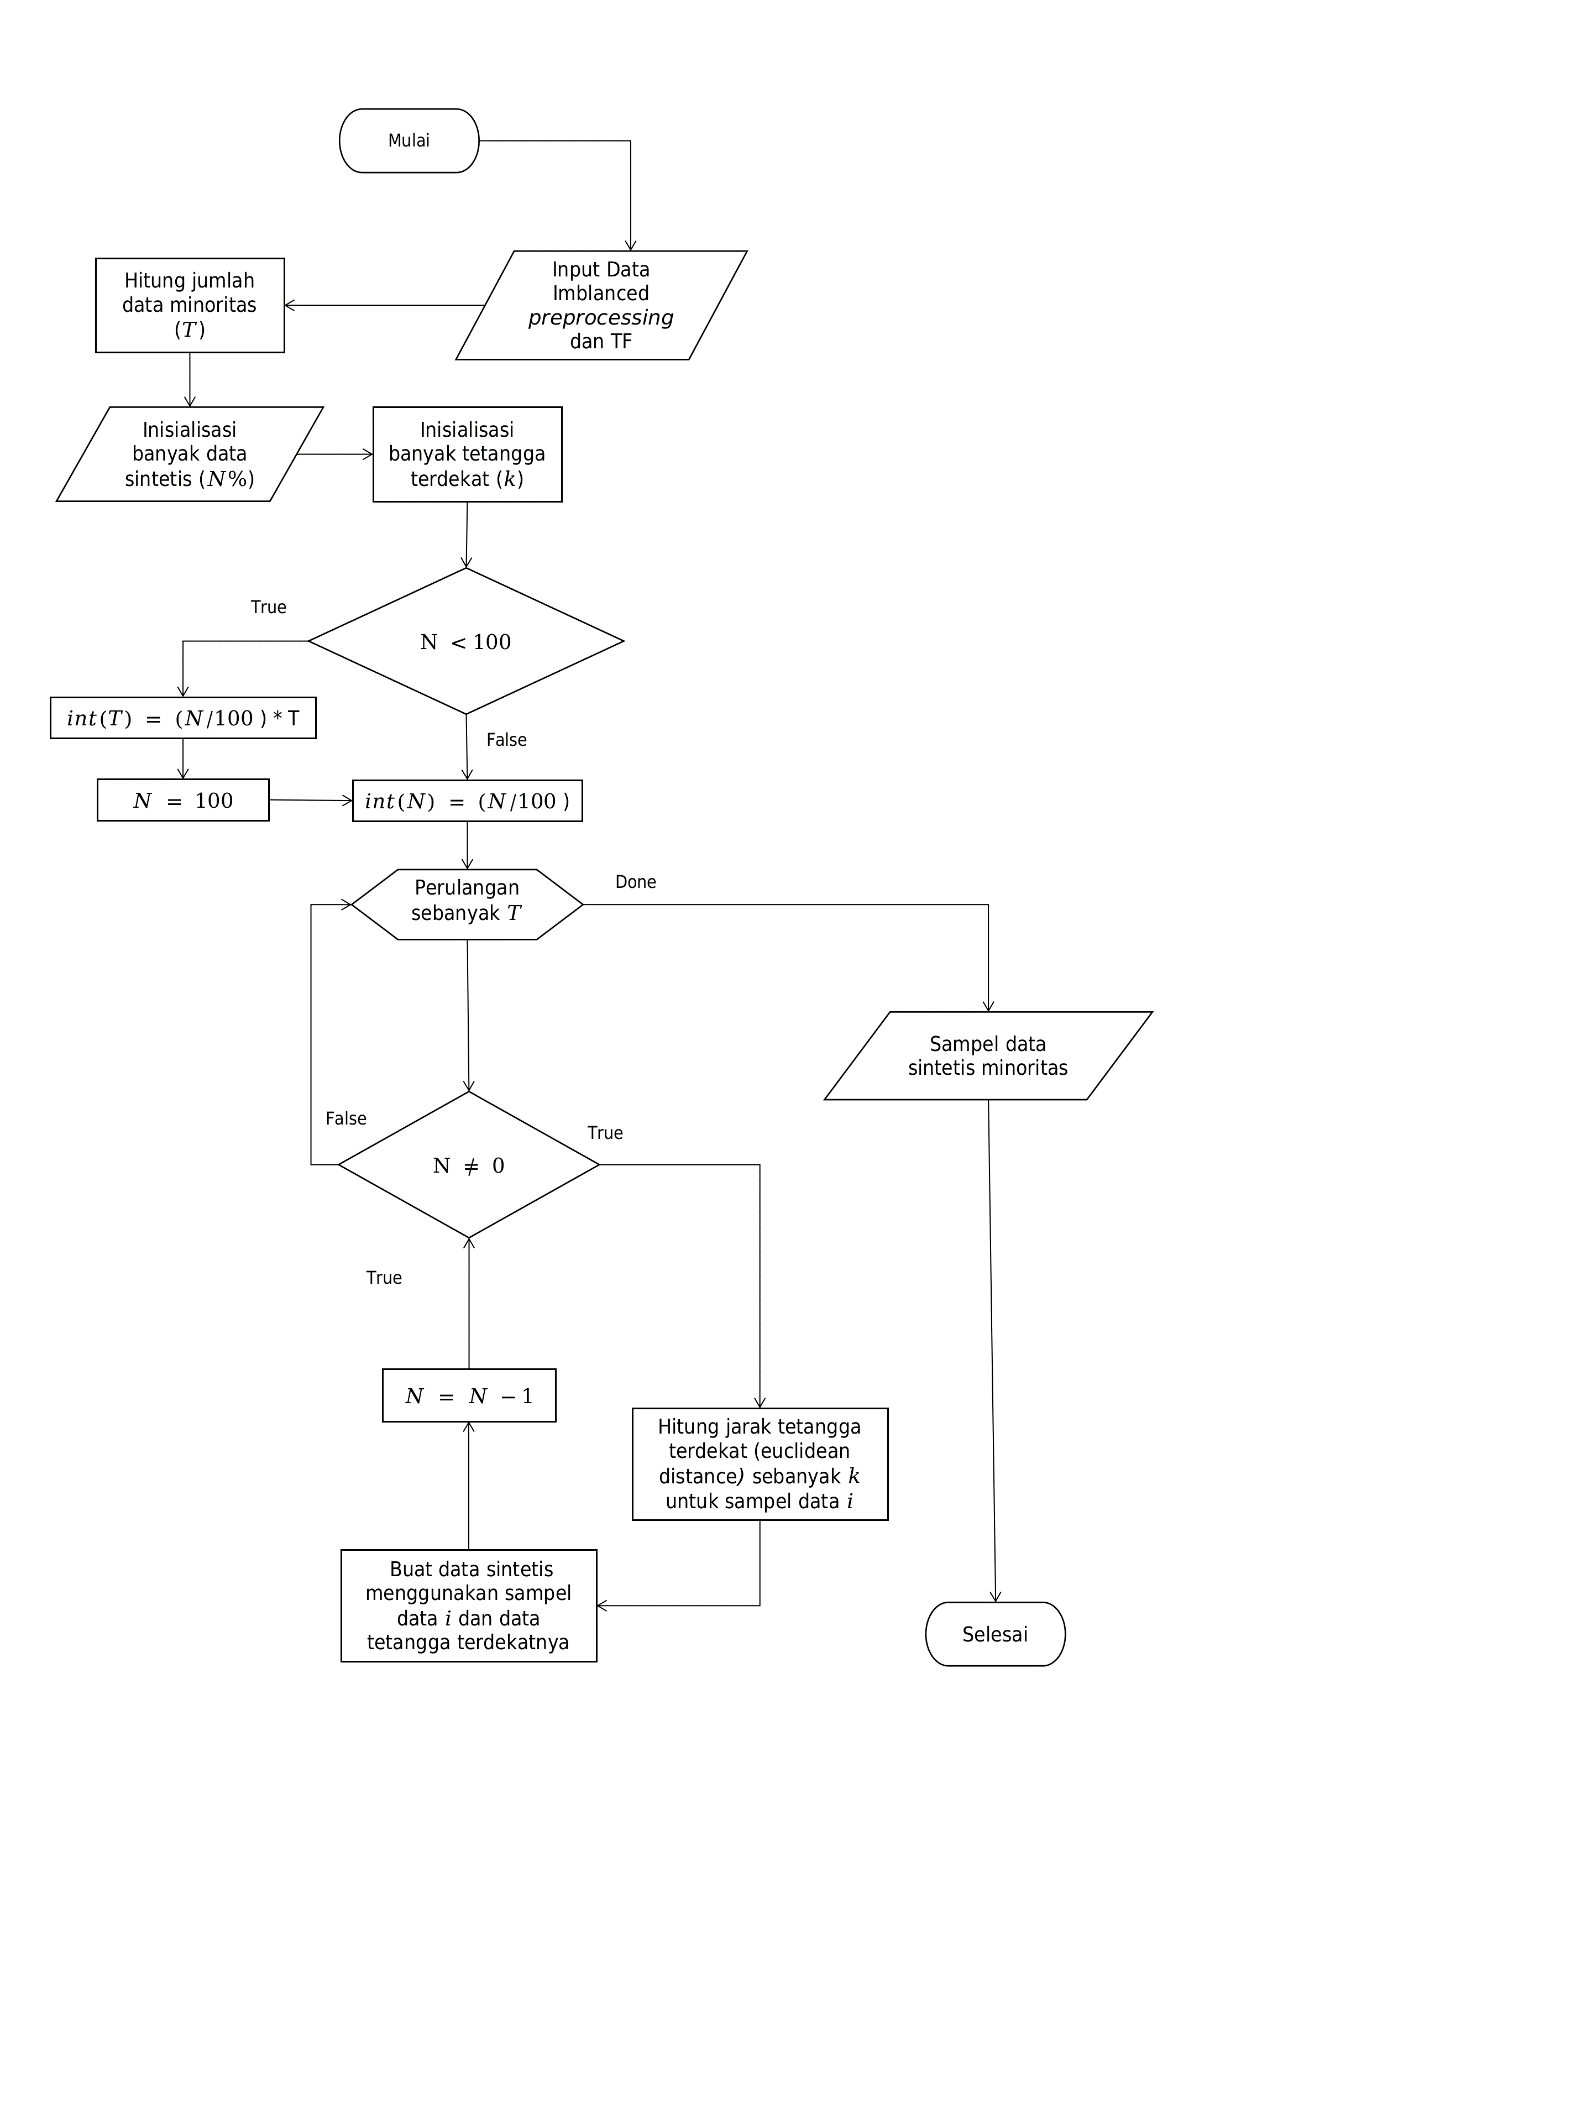 Mulai
Input Data
Imblanced
preprocessing
dan TF
Hitung jumlah
data minoritas
(T)
Inisialisasi
banyak data
sintetis (N%)
Inisialisasi
banyak tetangga
terdekat (k)
True
N < 100
int(T) = (N/100 ) * T
False
N = 100
int(N) = (N/100 )
Perulangan
sebanyak T
Done
Sampel data
sintetis minoritas
False
True
N ≠ 0
True
N = N − 1
Hitung jarak tetangga
terdekat (euclidean
distance) sebanyak k
untuk sampel data i
Buat data sintetis
menggunakan sampel
data i dan data
tetangga terdekatnya
Selesai